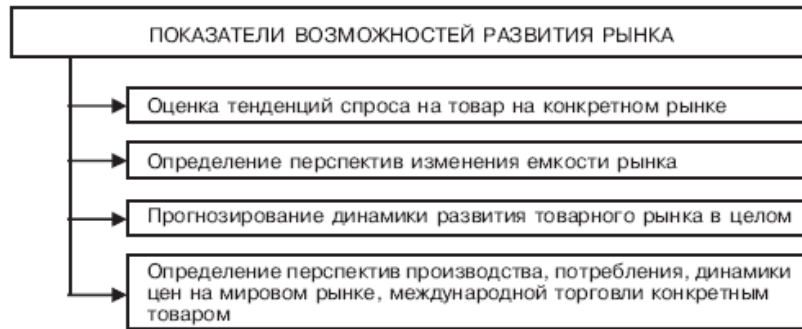 ПОКАЗАТЕЛИ ВОЗМОЖНОСТЕЙ РАЗВИТИЯ РЫНКА
Оценка тенденций спроса на товар на конкретном рынке
Определение перспектив изменения емкости рынка
Прогнозирование динамики развития товарного рынка в целом
Определение перспектив производства, потребления, динамики
цен на мировом рынке, международной торговли конкретным
товаром